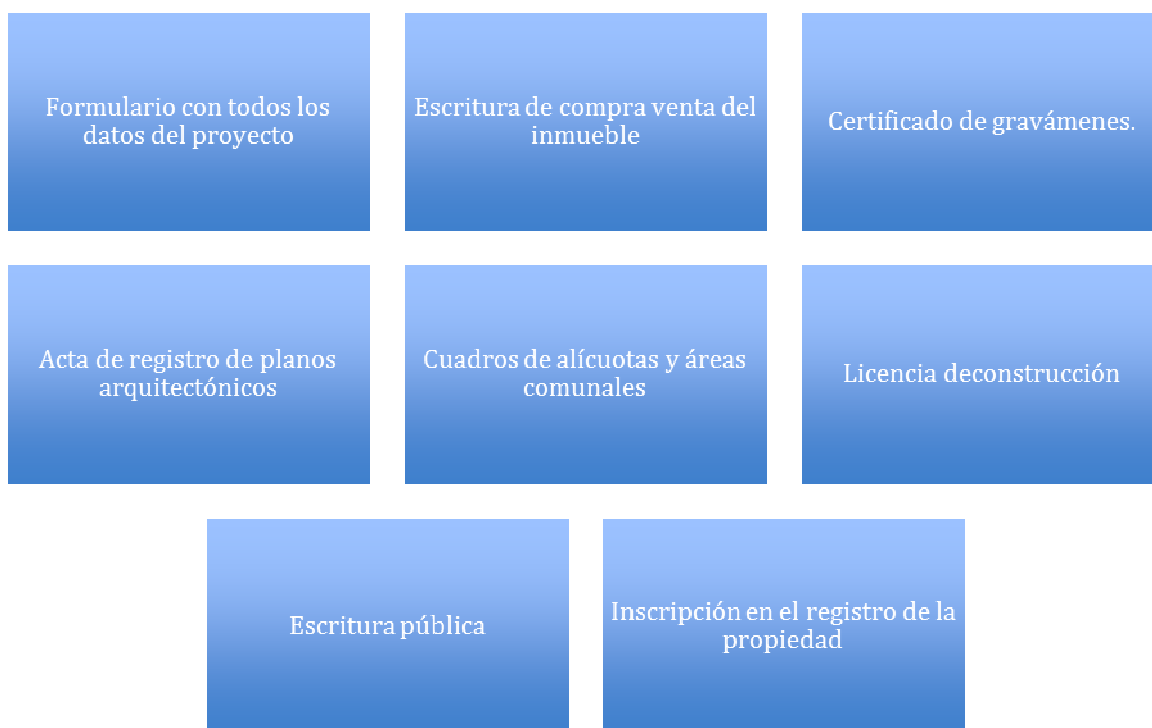 Formulario con todos los
datos del proyecto
Escritura de compra venta del
inmueble
Certificado de gravámenes.
Acta de registro de planos
arquitectónicos
Cuadros de alícuotas y áreas
comunales
Licencia deconstrucción
Escritura pública
Inscripción en el registro de la
propiedad